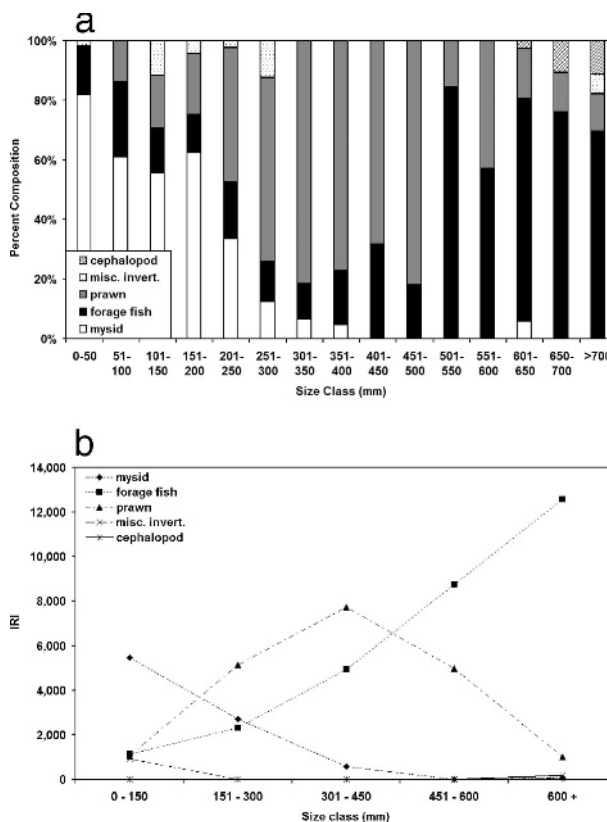 a
100%
80%
60%
40%
20%
0%
Percent Composition
cephalopod
misc. invert.
prawn
forage fish
mysid
0-50 51-100 101-150 151-200 201-250 251-300 301-350 351-400 401-450 451-500 501-550 551-600 601-650 650-700 >700
Size Class (mm)
b
14,000
12,000
10,000
8,000
6,000
4,000
2,000
0
IRI
mysid
forage fish
prawn
misc. invert.
cephalopod
0 - 150 151 - 300 301 - 450 451 - 600 600 +
Size class (mm)